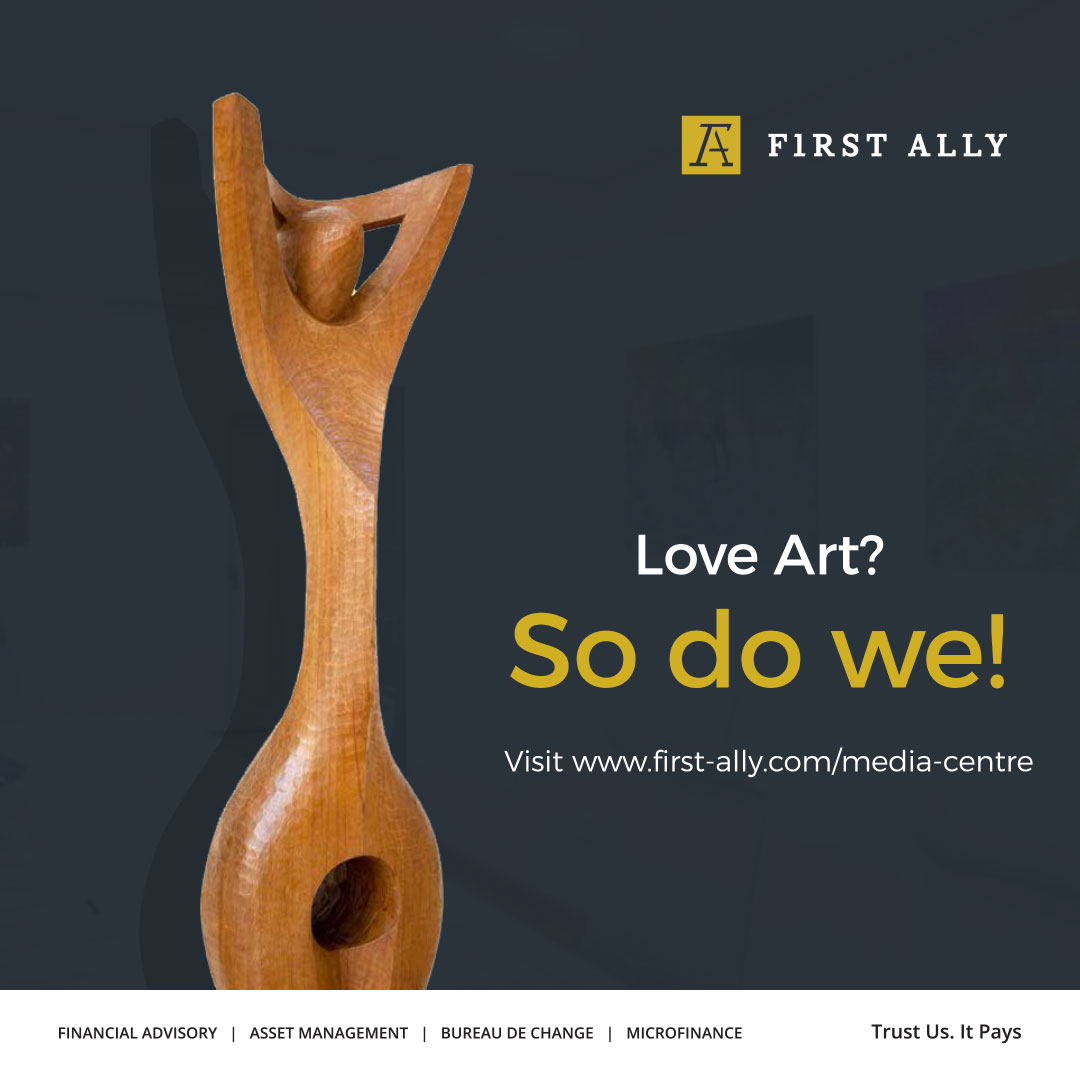 F1RST ALLY
Love Art?
So do we!
Visit www.first-ally.com/media-centre
FINANCIAL ADVISORY | ASSET MANAGEMENT | BUREAU DE CHANGE | MICROFINANCE
Trust Us. It Pays